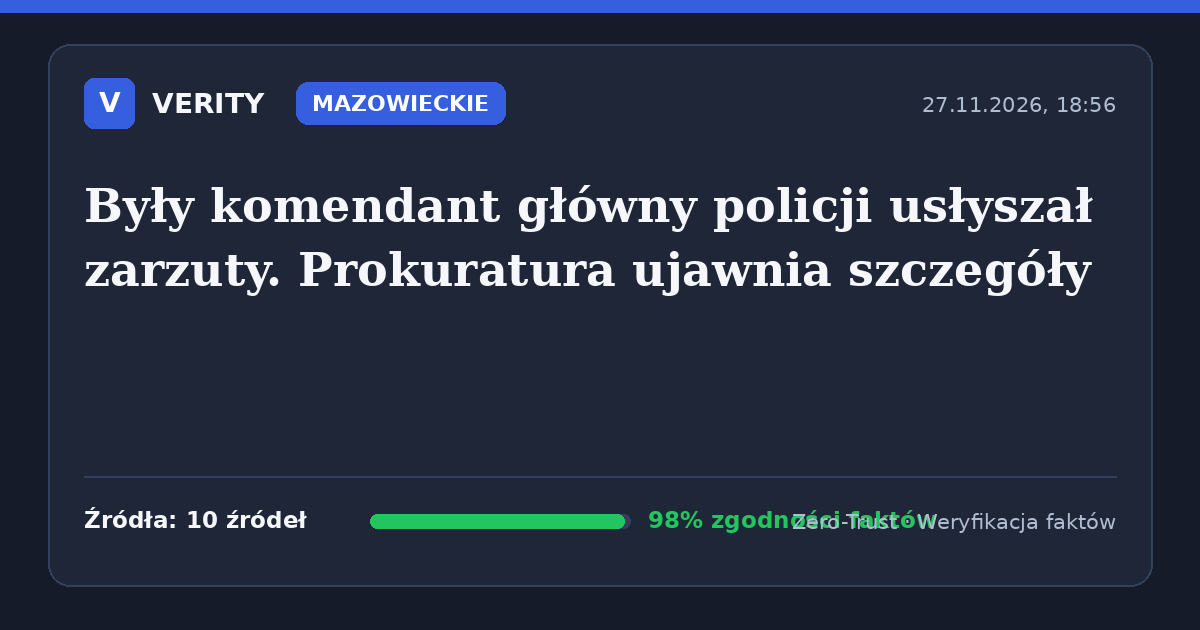 V VERITY MAZOWIECKIE 27.11.2026, 18:56
Były komendant główny policji usłyszał
zarzuty. Prokuratura ujawnia szczegóły
Źródła: 10 źródeł 98% zgodności faktów Zero-Trust · Weryfikacja faktów